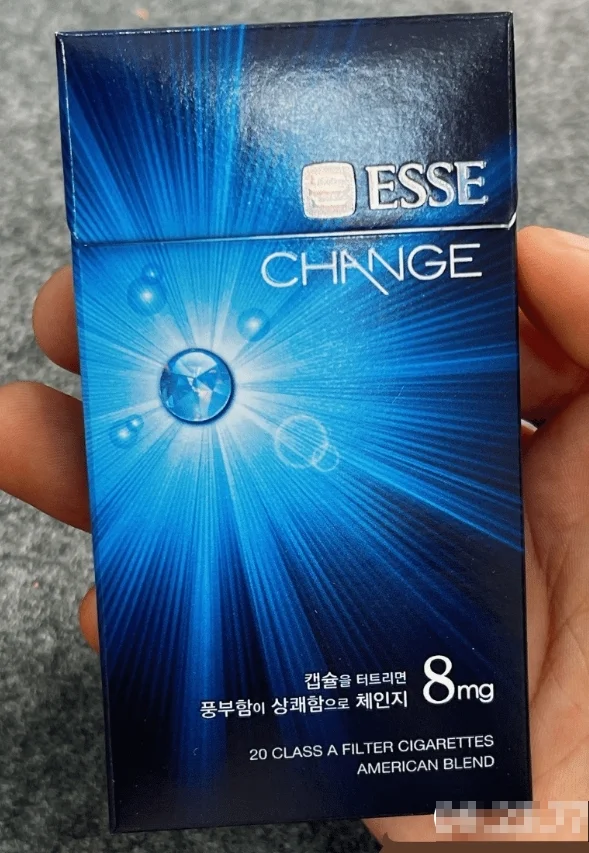 ESSE
CHANGE
캡슐을 터트리면
풍부함이 상쾌함으로 체인지
8mg
20 CLASS A FILTER CIGARETTES
AMERICAN BLEND